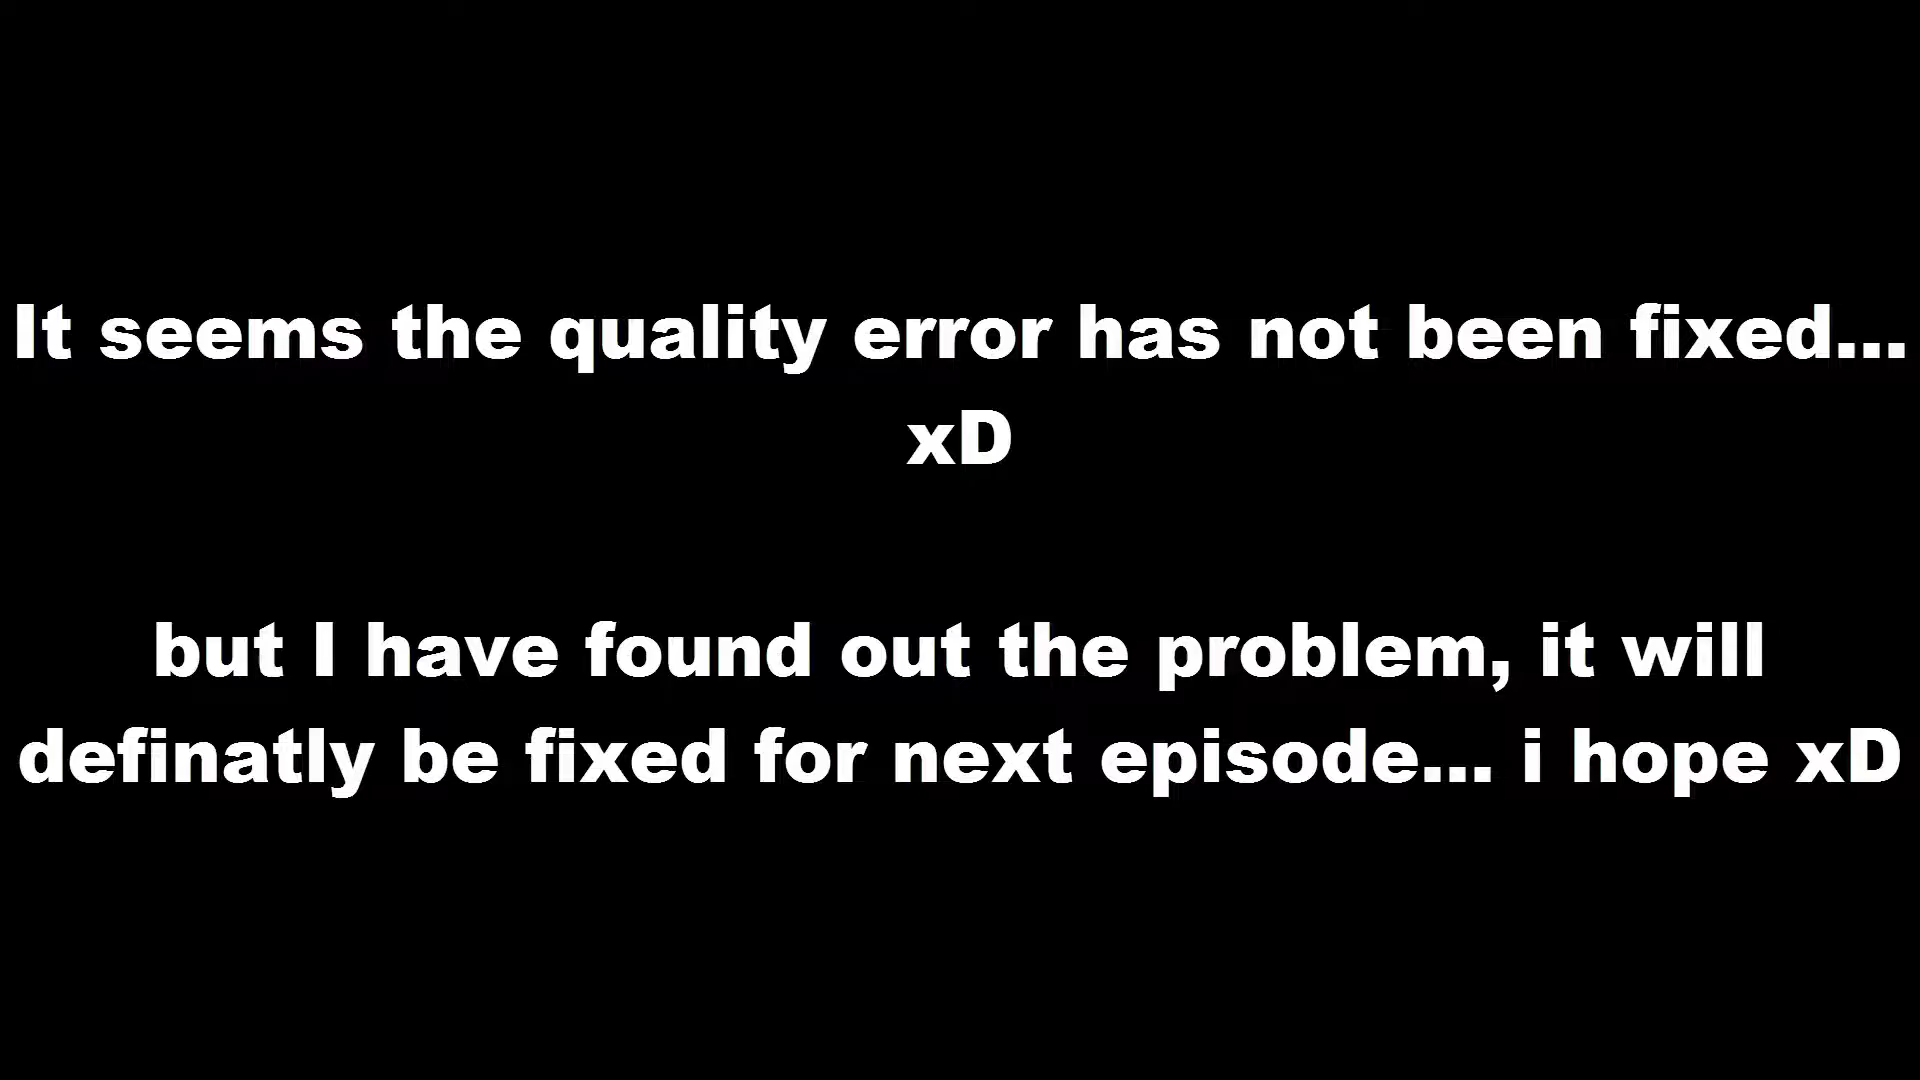 It seems the quality error has not been fixed...
xD
but I have found out the problem, it will
definatly be fixed for next episode... i hope xD